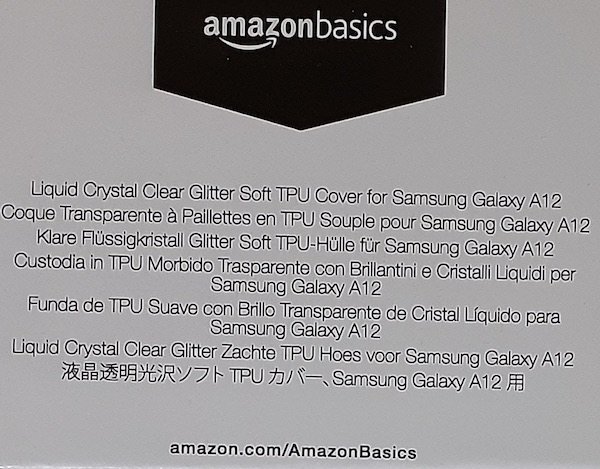 amazonbasics
Liquid Crystal Clear Glitter Soft TPU Cover for Samsung Galaxy A12
Coque Transparente à Paillettes en TPU Souple pour Samsung Galaxy A12
Klare Flüssigkristall Glitter Soft TPU-Hülle für Samsung Galaxy A12
Custodia in TPU Morbido Trasparente con Brillantini e Cristalli Liquidi per
Samsung Galaxy A12
Funda de TPU Suave con Brillo Transparente de Cristal Líquido para
Samsung Galaxy A12
Liquid Crystal Clear Glitter Zachte TPU Hoes voor Samsung Galaxy A12
液晶透明光沢ソフト TPU カバー、Samsung Galaxy A12 用
amazon.com/AmazonBasics